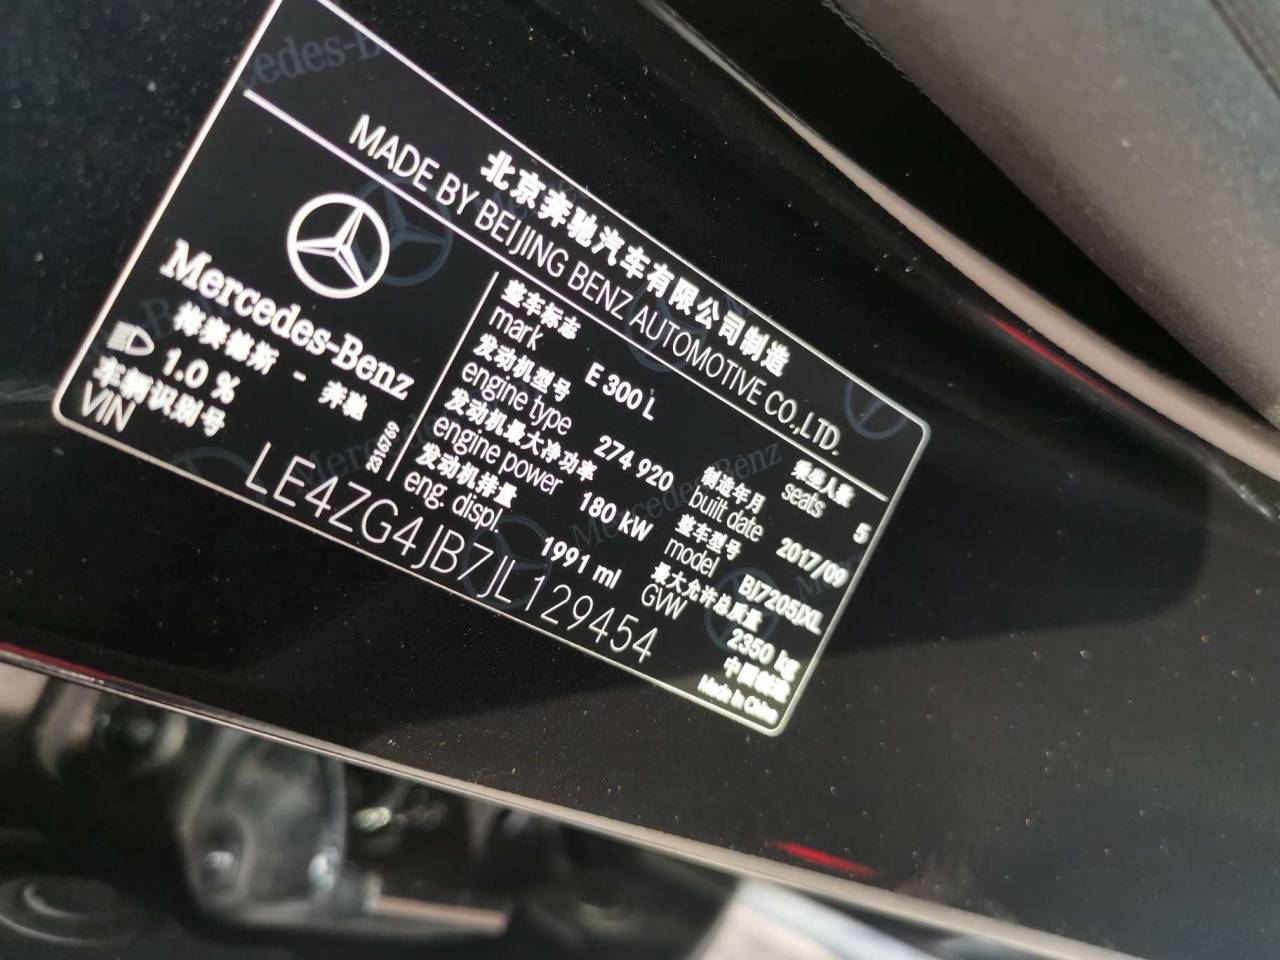 北京奔驰汽车有限公司制造
MADE BY BEIJING BENZ AUTOMOTIVE CO.,LTD.
Mercedes-Benz
梅赛德斯 - 奔驰
1.0 %
2916769
整车标志
mark E 300 L
发动机型号
engine type 274 920
发动机最大净功率
engine power 180 kW
发动机排量
eng. displ. 1991 ml
乘坐人数
seats 5
制造年月
built date 2017/09
整车型号
model BJ7205JXL
最大允许总质量
GVW 2350 kg
中国制造
Made in China
车辆识别号
VIN LE4ZG4JB7JL129454